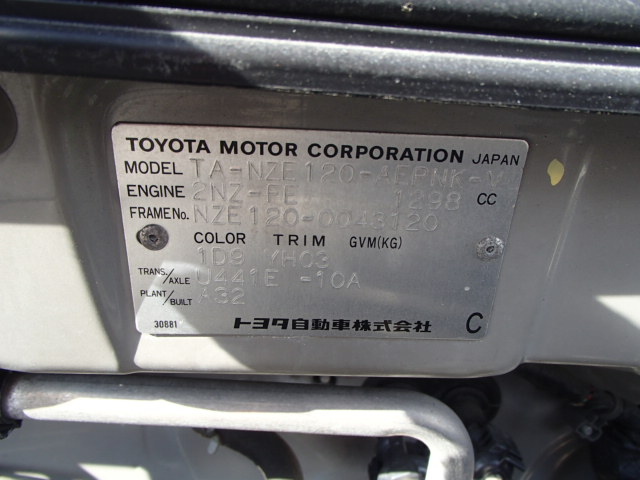 TOYOTA MOTOR CORPORATION JAPAN
MODEL TA-NZE120-AEPNK-M
ENGINE 2NZ-FE 1298 CC
FRAME No. NZE120-0043120
COLOR TRIM GVM(KG)
1D9 YH03
TRANS./AXLE U441E -10A
PLANT/BUILT A32
30881 トヨタ自動車株式会社 C